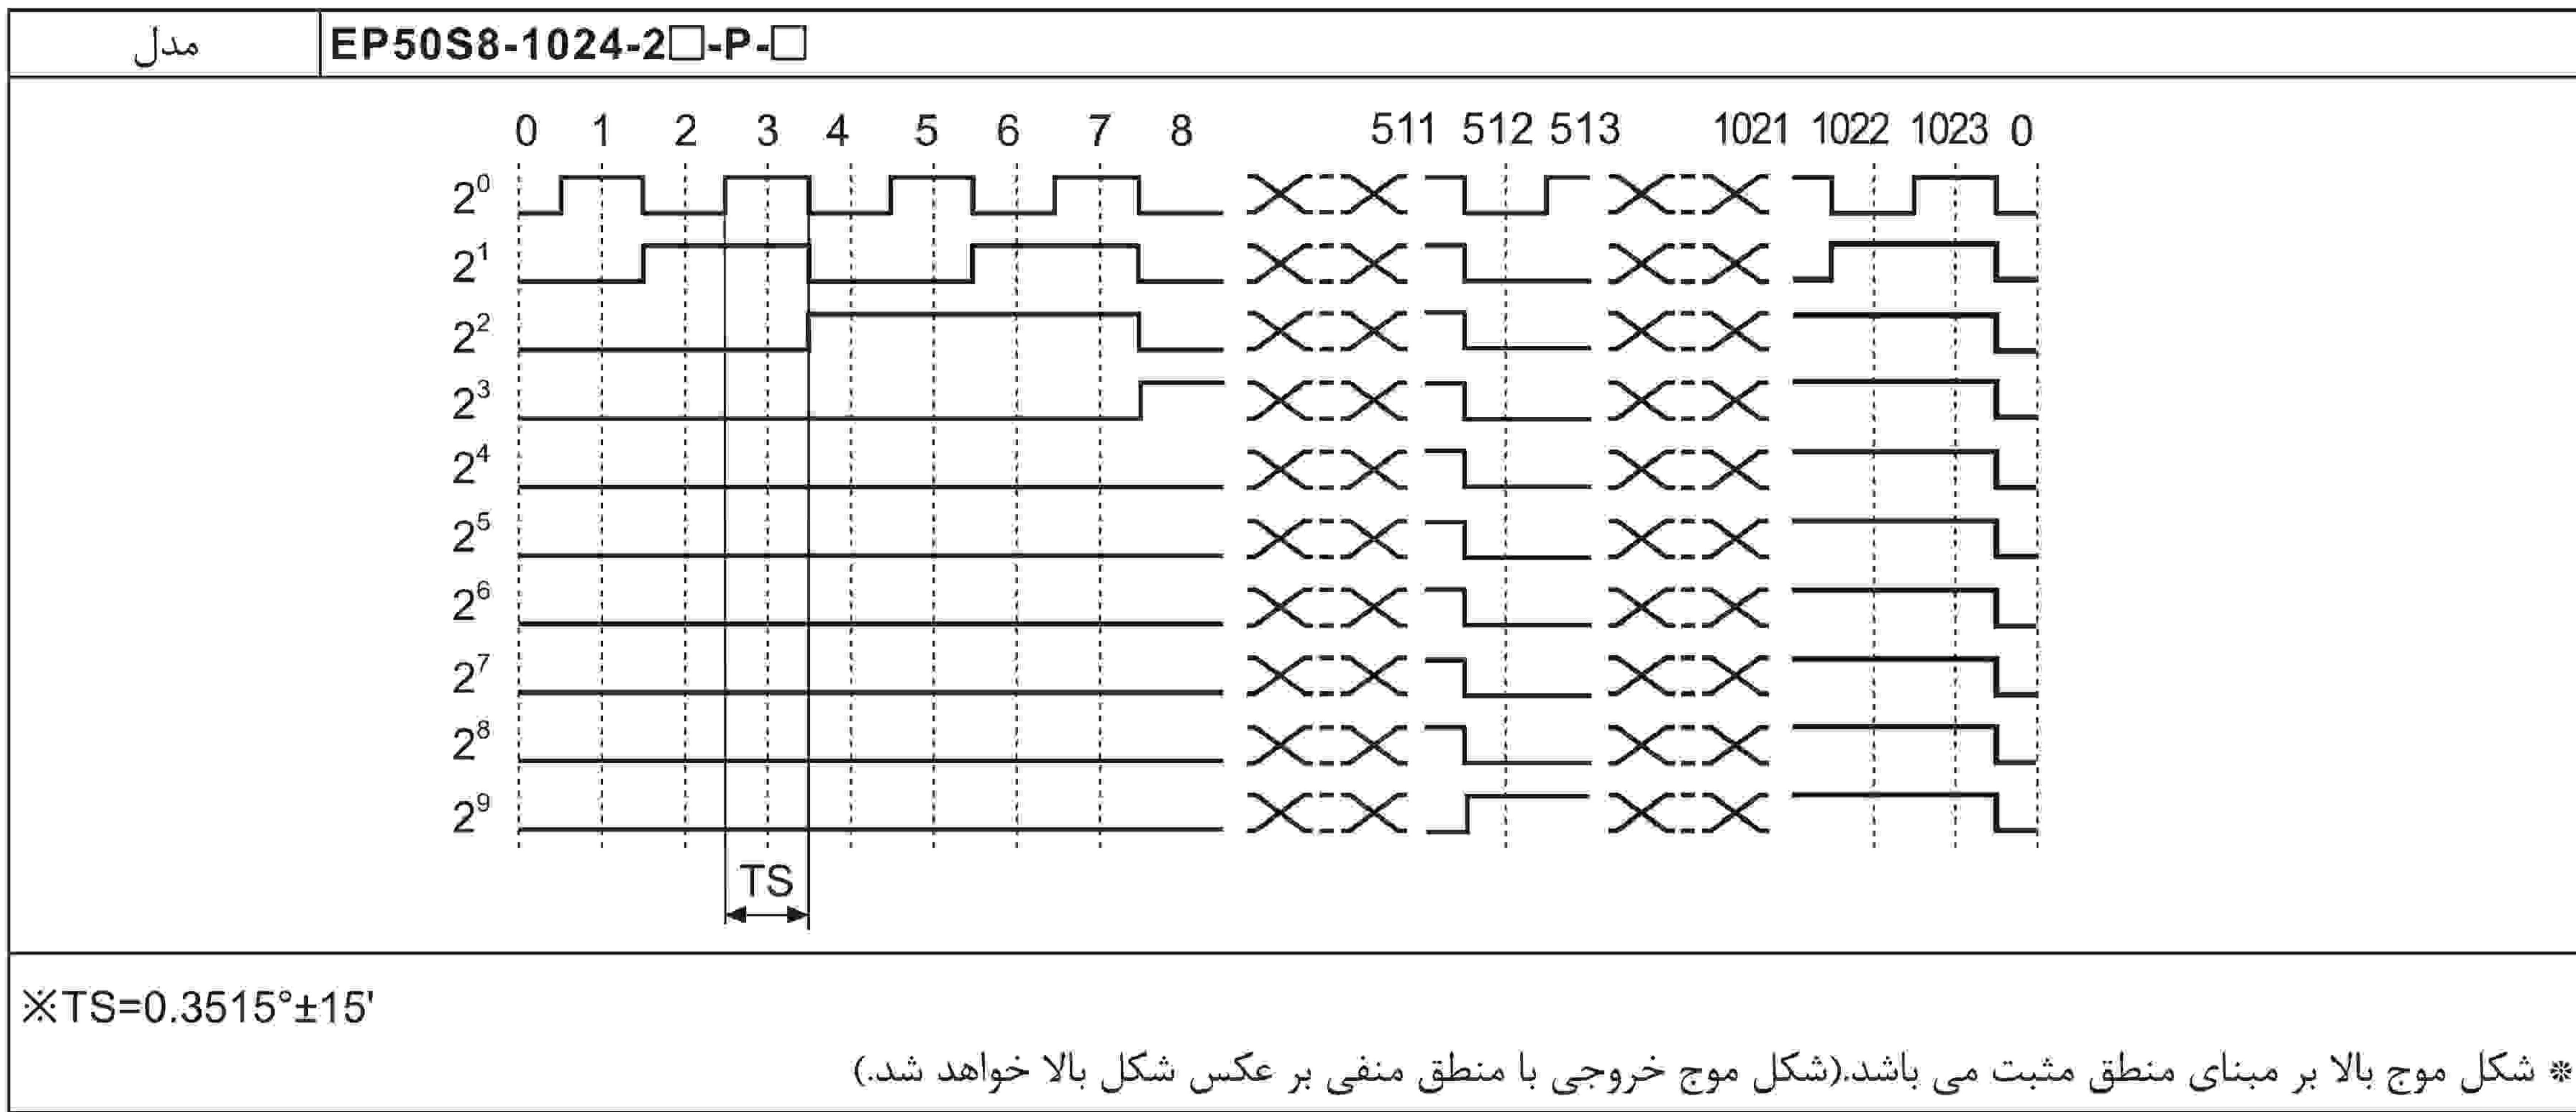 مدل EP50S8-1024-2□-P-□
0 1 2 3 4 5 6 7 8 511 512 513 1021 1022 1023 0
2⁰
2¹
2²
2³
2⁴
2⁵
2⁶
2⁷
2⁸
2⁹
TS
※TS=0.3515°±15'
* شکل موج بالا بر مبنای منطق مثبت می باشد.(شکل موج خروجی با منطق منفی بر عکس شکل بالا خواهد شد.)